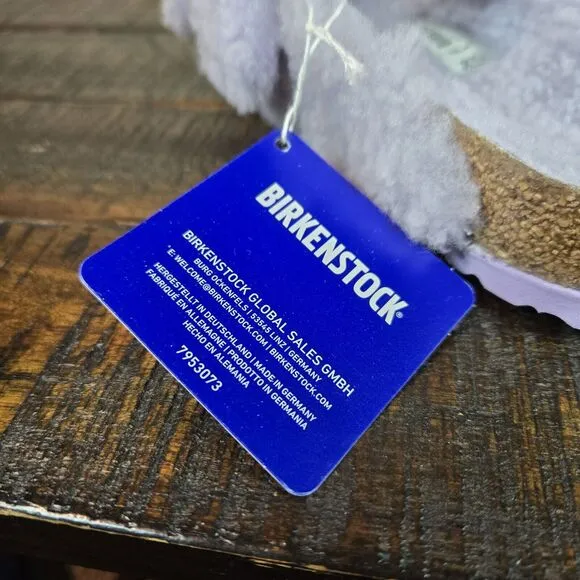 BIRKENSTOCK®
BIRKENSTOCK GLOBAL SALES GMBH
BURG OCKENFELS | 53545 LINZ | GERMANY
*E. WELCOME@BIRKENSTOCK.COM | BIRKENSTOCK.COM
HERGESTELLT IN DEUTSCHLAND | MADE IN GERMANY
FABRIQUÉ EN ALLEMAGNE | PRODOTTO IN GERMANIA
HECHO EN ALEMANIA
7953073